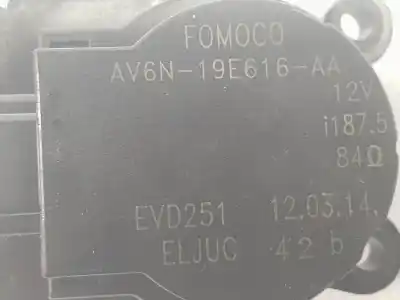 FOMOCO
AV6N-19E616-AA
12V
i187.5
84Ω
EVD251 12.03.14.
ELJUC 42 b